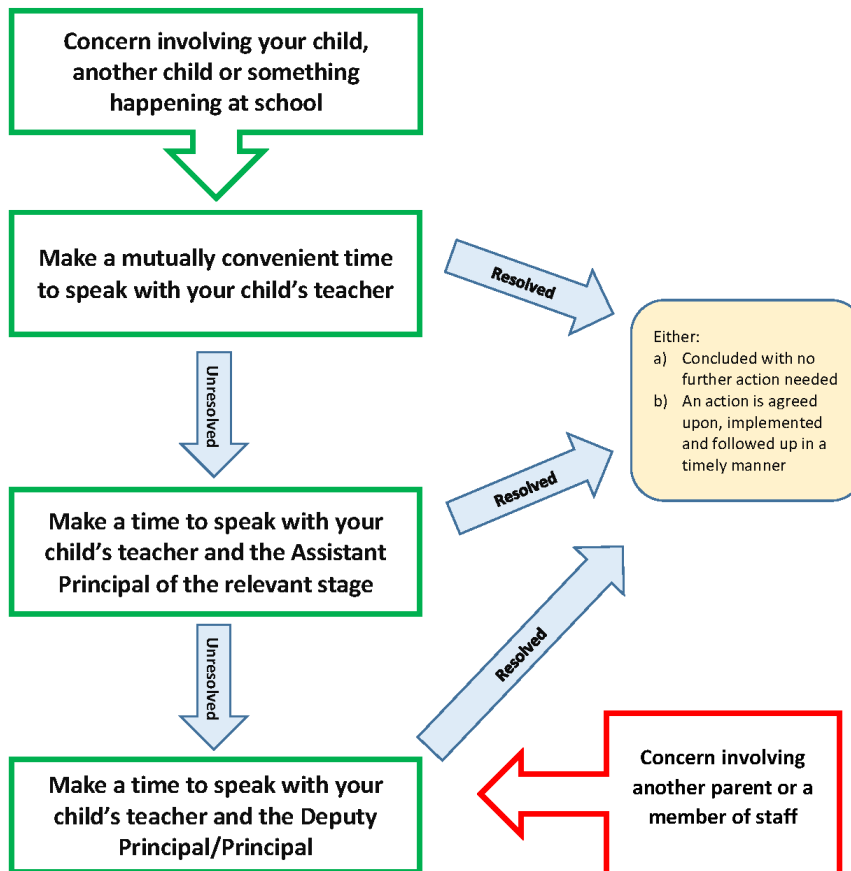 Concern involving your child,
another child or something
happening at school
Make a mutually convenient time
to speak with your child’s teacher
Resolved
Either:
a) Concluded with no
further action needed
b) An action is agreed
upon, implemented
and followed up in a
timely manner
Unresolved
Resolved
Make a time to speak with your
child’s teacher and the Assistant
Principal of the relevant stage
Unresolved
Resolved
Make a time to speak with your
child’s teacher and the Deputy
Principal/Principal
Concern involving
another parent or a
member of staff